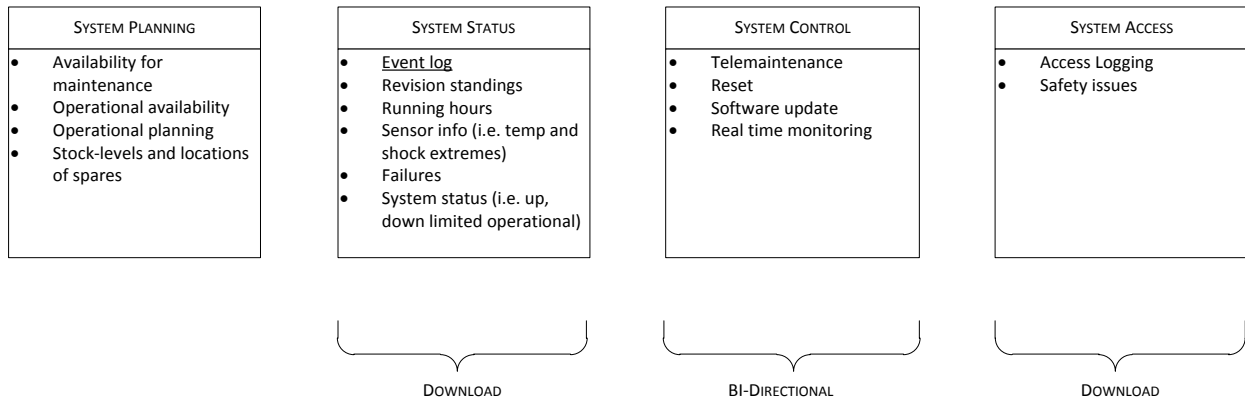 SYSTEM PLANNING
• Availability for
maintenance
• Operational availability
• Operational planning
• Stock-levels and locations
of spares
SYSTEM STATUS
• Event log
• Revision standings
• Running hours
• Sensor info (i.e. temp and
shock extremes)
• Failures
• System status (i.e. up,
down limited operational)
SYSTEM CONTROL
• Telemaintenance
• Reset
• Software update
• Real time monitoring
SYSTEM ACCESS
• Access Logging
• Safety issues
DOWNLOAD
BI-DIRECTIONAL
DOWNLOAD